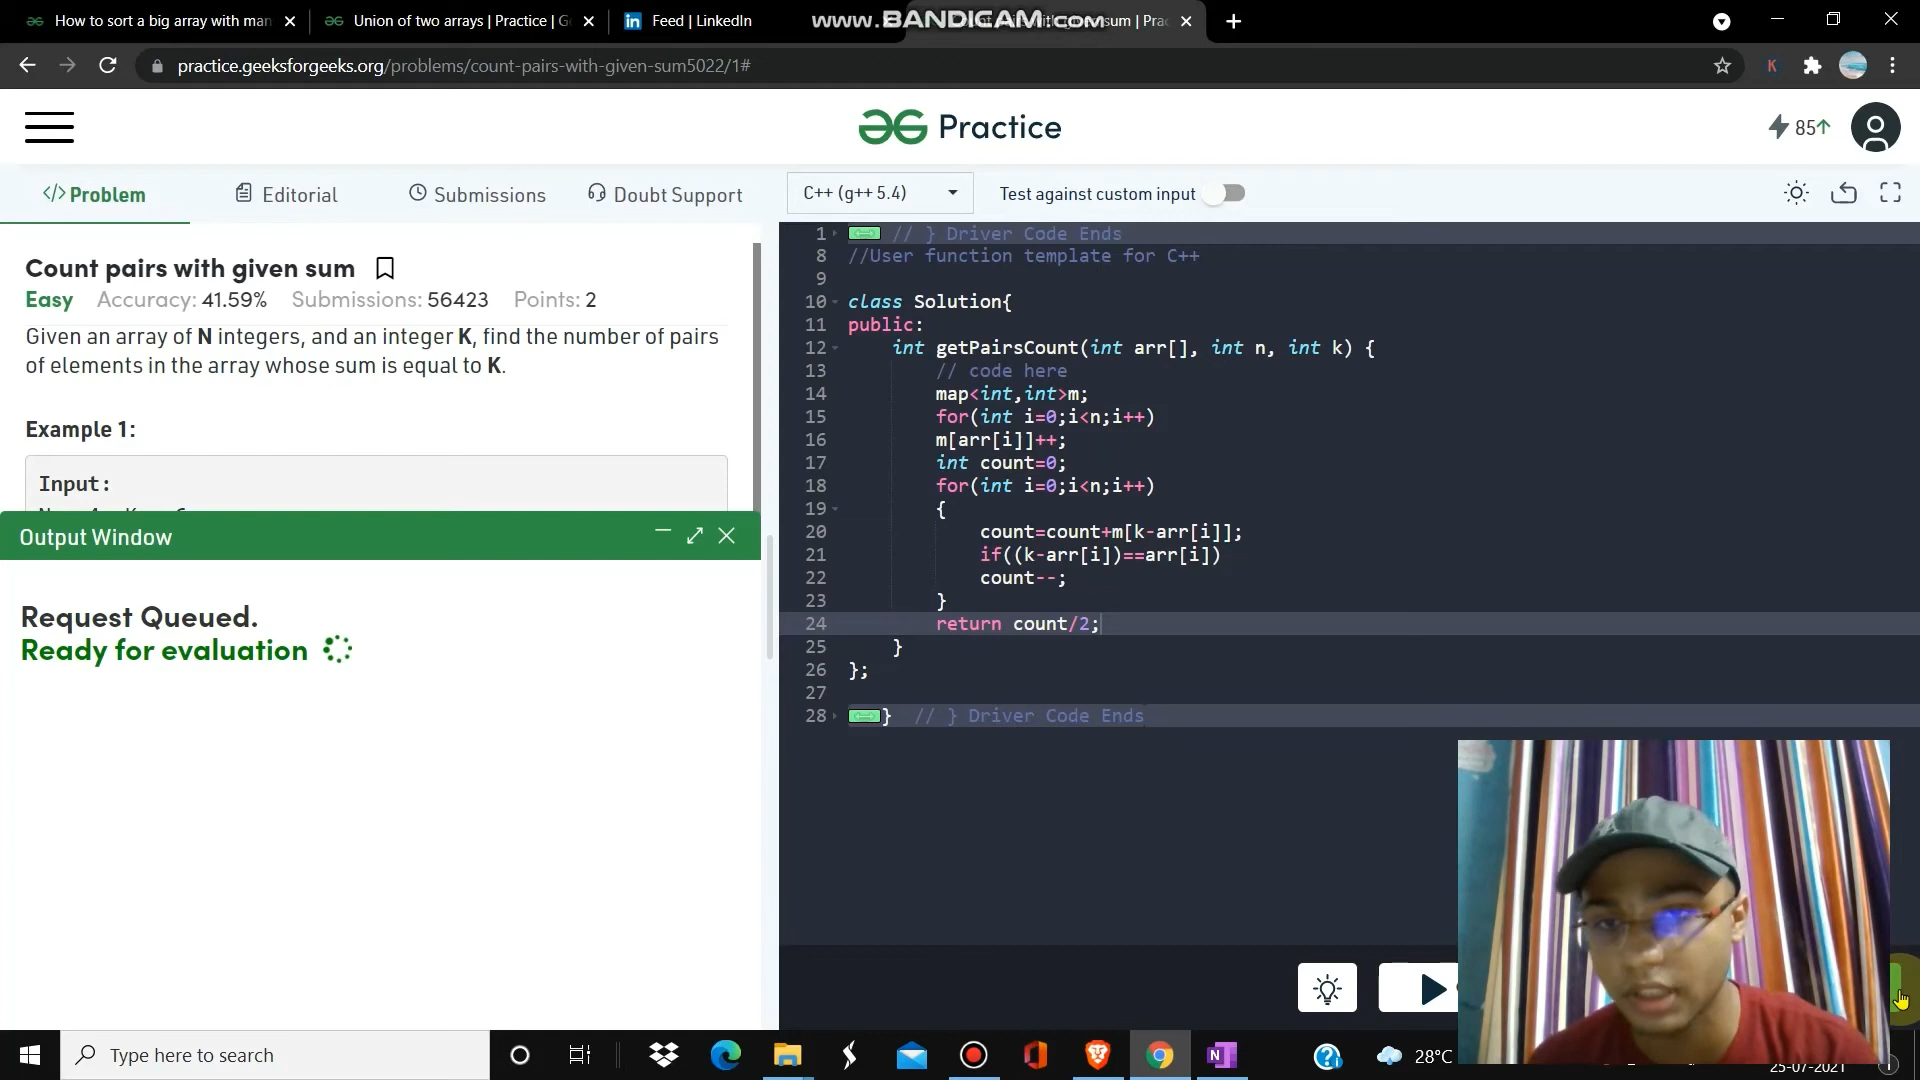 How to sort a big array with man
Union of two arrays | Practice | G
Feed | LinkedIn
sum | Pra
www.BANDICAM.com
practice.geeksforgeeks.org/problems/count-pairs-with-given-sum5022/1#
K
Practice
85↑
</> Problem
Editorial
Submissions
Doubt Support
C++ (g++ 5.4)
Test against custom input
Count pairs with given sum
Easy Accuracy: 41.59% Submissions: 56423 Points: 2
Given an array of N integers, and an integer K, find the number of pairs
of elements in the array whose sum is equal to K.
Example 1:
Input:
Output Window
Request Queued.
Ready for evaluation
1 // } Driver Code Ends
8 //User function template for C++
9
10 class Solution{
11 public:
12 int getPairsCount(int arr[], int n, int k) {
13 // code here
14 map<int,int>m;
15 for(int i=0;i<n;i++)
16 m[arr[i]]++;
17 int count=0;
18 for(int i=0;i<n;i++)
19 {
20 count=count+m[k-arr[i]];
21 if((k-arr[i])==arr[i])
22 count--;
23 }
24 return count/2;
25 }
26 };
27
28 } // } Driver Code Ends
Type here to search
N
28°C
25-07-2021
1